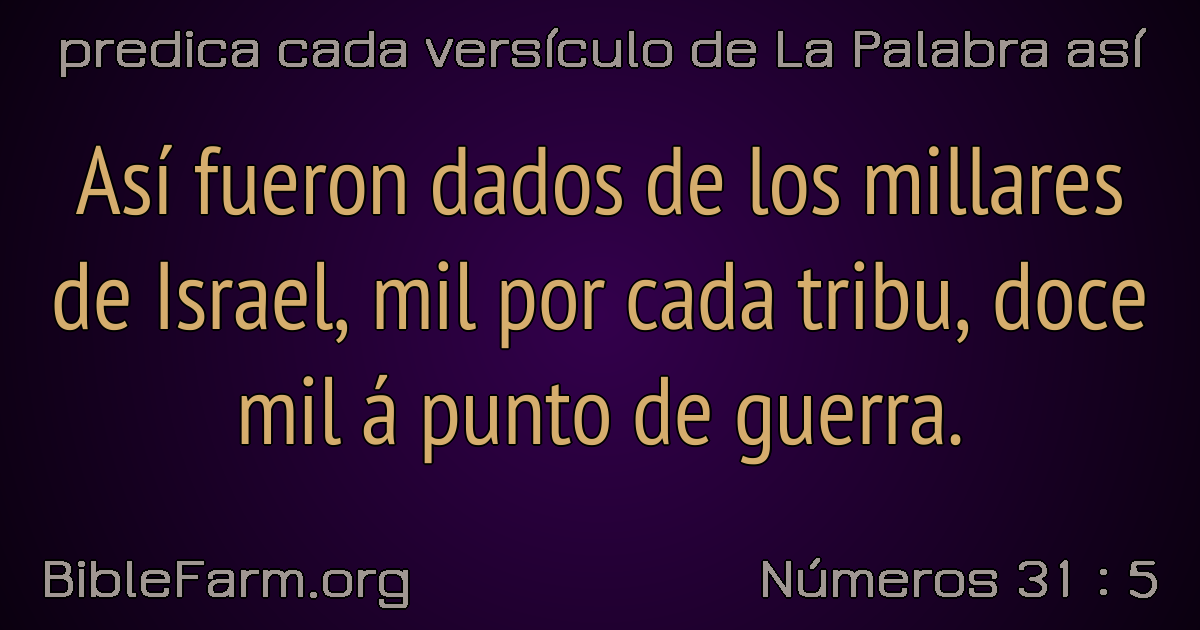 predica cada versículo de La Palabra así
Así fueron dados de los millares
de Israel, mil por cada tribu, doce
mil á punto de guerra.
BibleFarm.org
Números 31 : 5